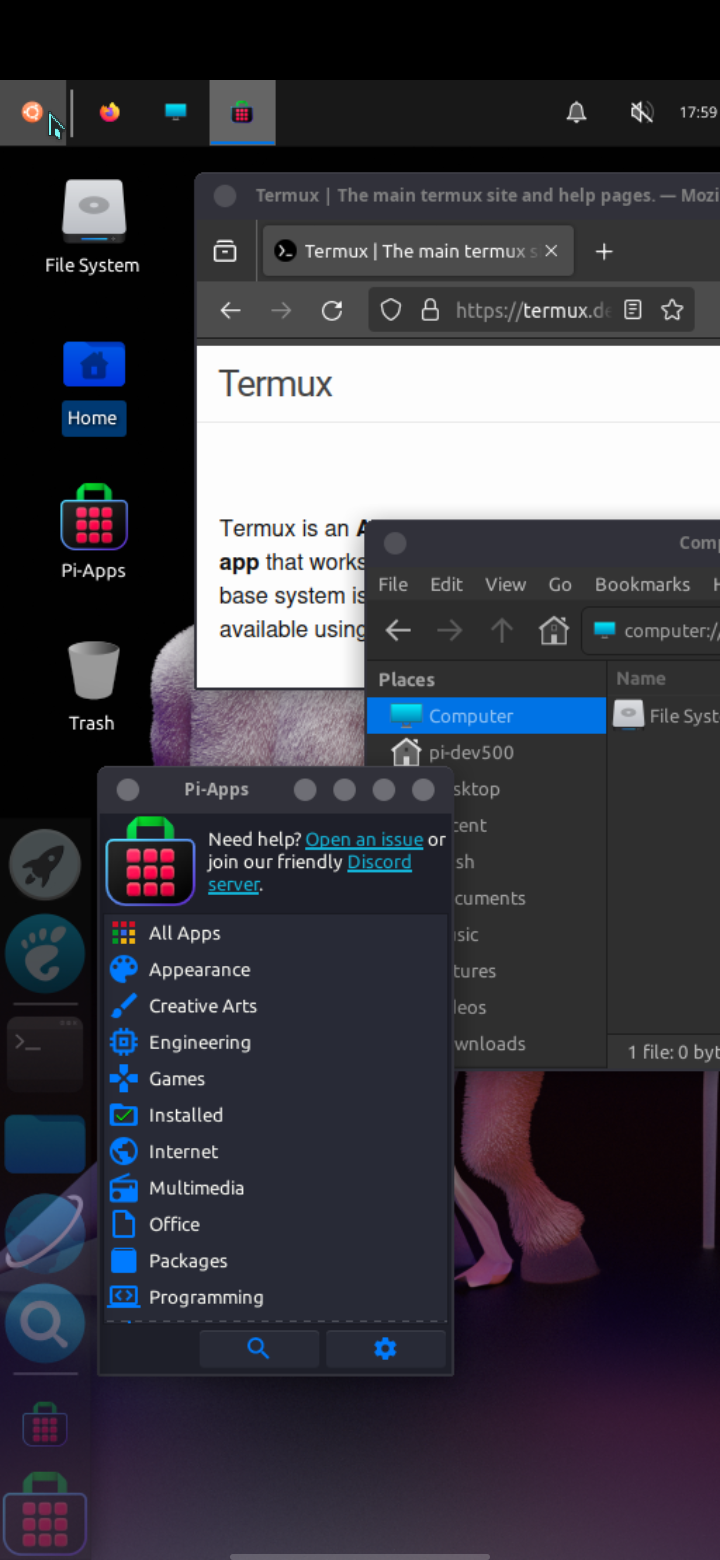 17:59
File System
Home
Pi-Apps
Trash
Termux | The main termux site and help pages. — Mozi
Termux | The main termux s
https://termux.de
Termux
Termux is an A
app that works
base system is
available using
Comp
File Edit View Go Bookmarks H
computer://
Places
Computer
pi-dev500
sktop
cent
sh
cuments
sic
tures
leos
wnloads
Name
File Syst
1 file: 0 byt
Pi-Apps
Need help? Open an issue or
join our friendly Discord
server.
All Apps
Appearance
Creative Arts
Engineering
Games
Installed
Internet
Multimedia
Office
Packages
Programming